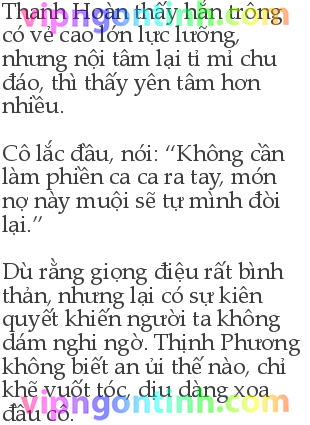 Thanh Hoàn thấy hắn trông
vipngontinh.com
có vẻ cao lớn lực lưỡng,
nhưng nội tâm lại tỉ mỉ chu
đáo, thì thấy yên tâm hơn
nhiều.
Cô lắc đầu, nói: “Không cần
làm phiền ca ca ra tay, món
nợ này muội sẽ tự mình đòi
lại.”
Dù rằng giọng điệu rất bình
thản, nhưng lại có sự kiên
quyết khiến người ta không
dám nghi ngờ. Thịnh Phương
không biết an ủi thế nào, chỉ
khẽ vuốt tóc, dịu dàng xoa
vipngontinh.com
đầu cô.